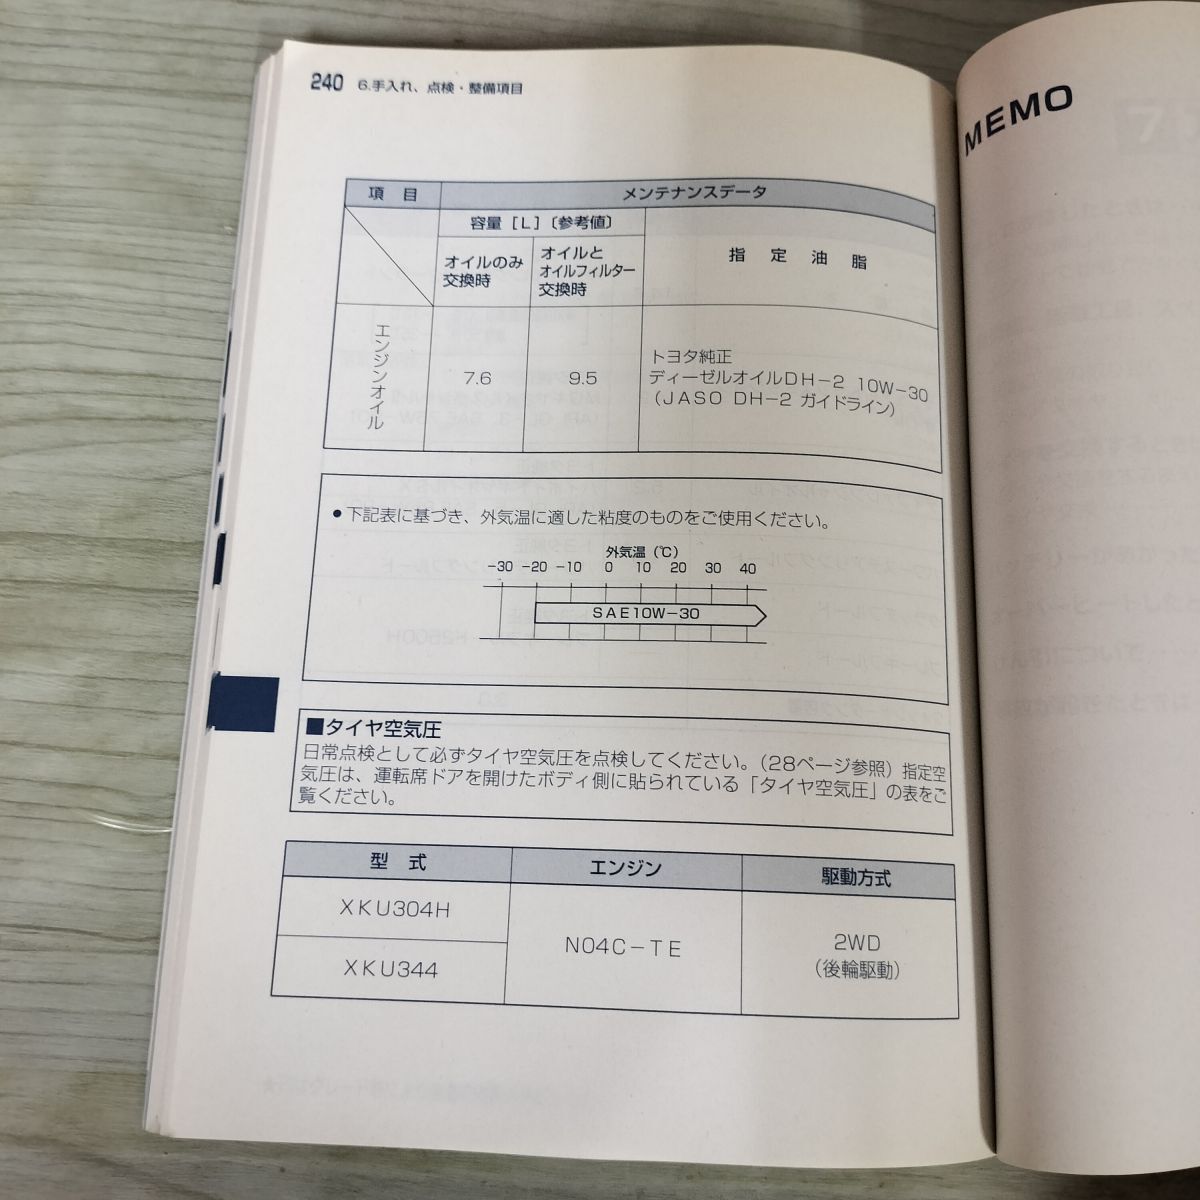 240 6.手入れ、点検・整備項目
項 目
メンテナンスデータ
容量［L］〔参考値〕
オイルのみ
交換時
オイルと
オイルフィルター
交換時
指 定 油 脂
エンジンオイル
7.6
9.5
トヨタ純正
ディーゼルオイルDH-2 10W-30
(JASO DH-2 ガイドライン)
●下記表に基づき、外気温に適した粘度のものをご使用ください。
外気温(℃)
-30 -20 -10 0 10 20 30 40
SAE10W-30
■タイヤ空気圧
日常点検として必ずタイヤ空気圧を点検してください。(28ページ参照) 指定空
気圧は、運転席ドアを開けたボディ側に貼られている「タイヤ空気圧」の表をご
覧ください。
型 式
エンジン
駆動方式
XKU304H
XKU344
N04C-TE
2WD
(後輪駆動)
MEMO